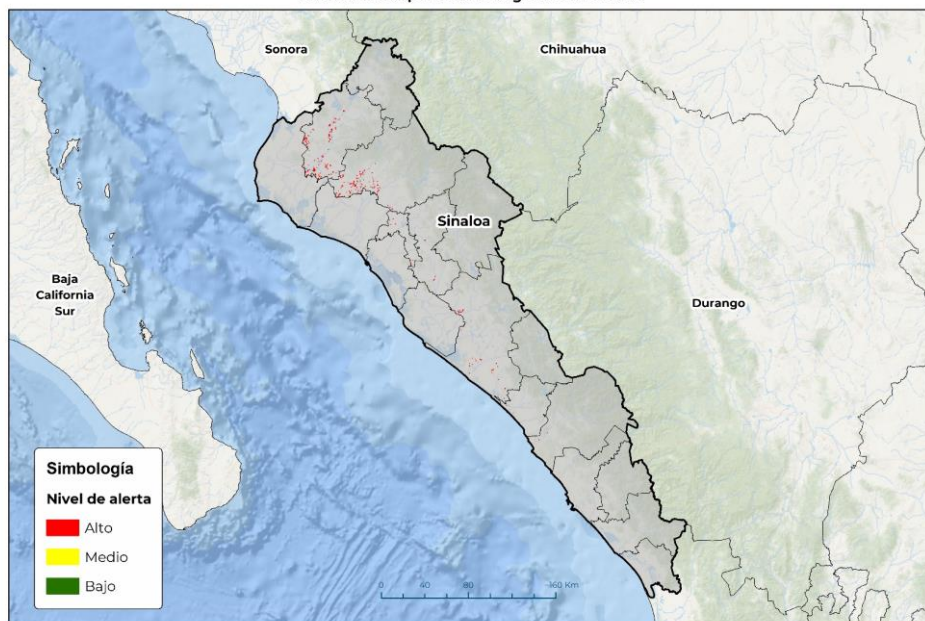 Sonora
Chihuahua
Sinaloa
Baja
California
Sur
Durango
Simbología
Nivel de alerta
Alto
Medio
Bajo
0 40 80 160 Km